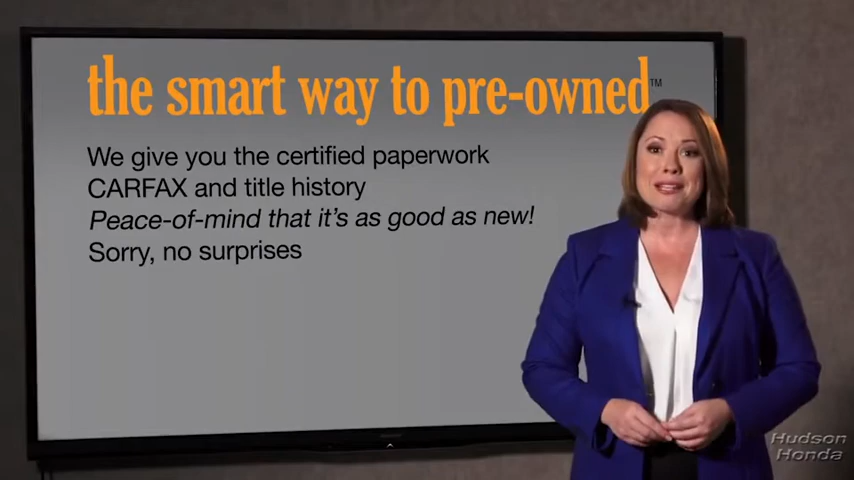 the smart way to pre-owned™
We give you the certified paperwork
CARFAX and title history
Peace-of-mind that it's as good as new!
Sorry, no surprises
Hudson
Honda